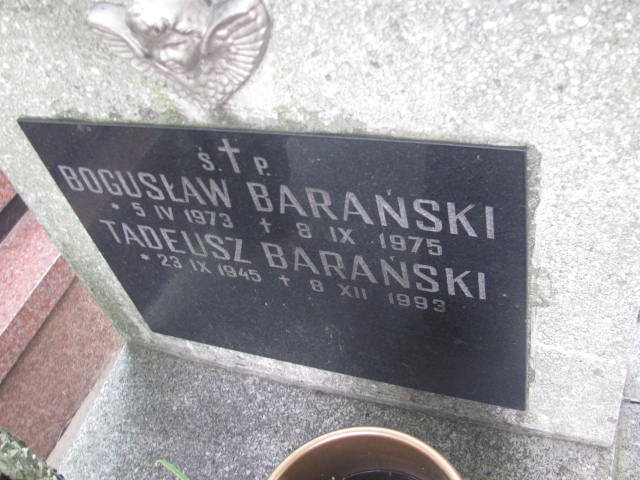 Ś. † P.
BOGUSŁAW BARAŃSKI
* 5 IV 1973 † 8 IX 1975
TADEUSZ BARAŃSKI
* 23 IX 1945 † 8 XII 1993